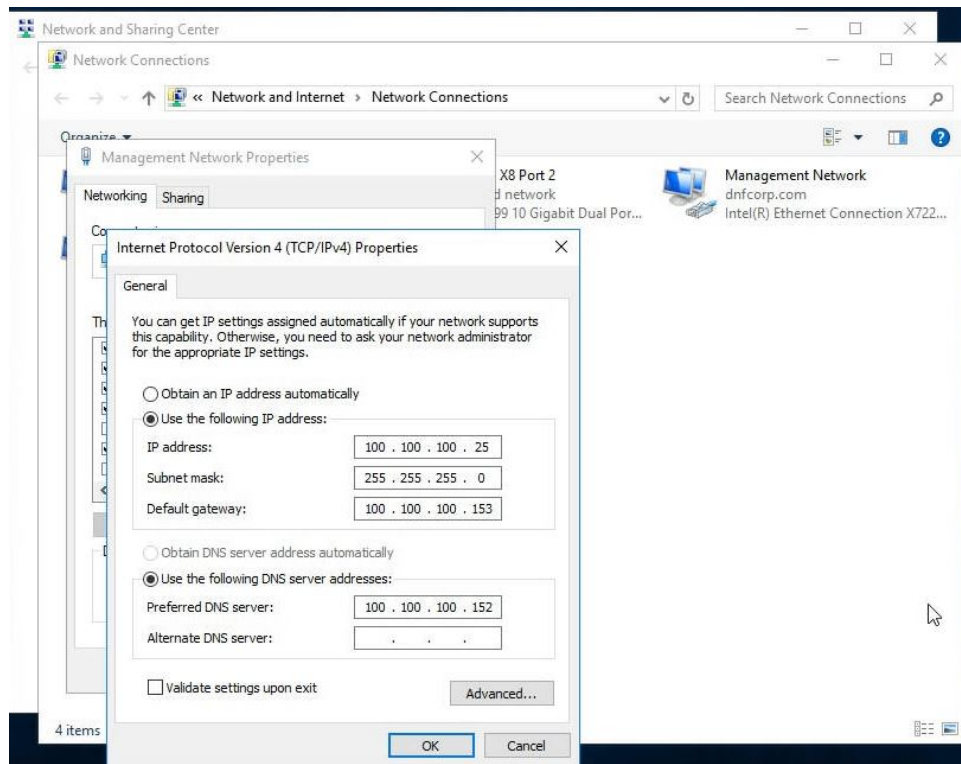 Network and Sharing Center
Network Connections
« Network and Internet › Network Connections
Search Network Connections
Organize
Management Network Properties
X8 Port 2
Management Network
d network
dnfcorp.com
99 10 Gigabit Dual Por...
Intel(R) Ethernet Connection X722...
Networking
Sharing
Co
Internet Protocol Version 4 (TCP/IPv4) Properties
General
Th
You can get IP settings assigned automatically if your network supports
this capability. Otherwise, you need to ask your network administrator
for the appropriate IP settings.
Obtain an IP address automatically
Use the following IP address:
IP address: 100 . 100 . 100 . 25
Subnet mask: 255 . 255 . 255 . 0
Default gateway: 100 . 100 . 100 . 153
Obtain DNS server address automatically
Use the following DNS server addresses:
Preferred DNS server: 100 . 100 . 100 . 152
Alternate DNS server: . . .
Validate settings upon exit
Advanced...
4 items
OK
Cancel